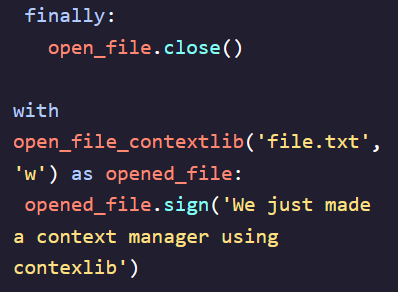 finally:
open_file.close()
with
open_file_contextlib('file.txt',
'w') as opened_file:
opened_file.sign('We just made
a context manager using
contexlib')